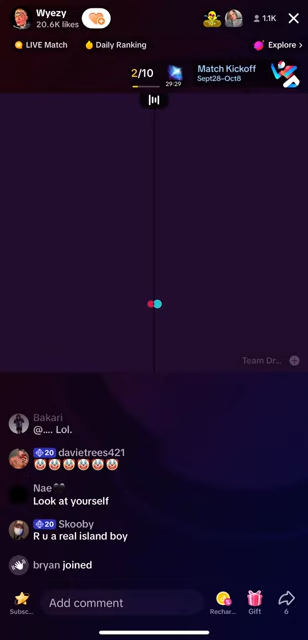 Wyezy
20.6K likes
1.1K
LIVE Match
Daily Ranking
Explore >
2/10
29:29
Match Kickoff
Sept28-Oct8
Team Dr...
Bakari
@.... Lol.
20 davietrees421
🤡🤡🤡🤡🤡🤡
Nae🖤
Look at yourself
20 Skooby
R u a real island boy
bryan joined
Subsc...
Add comment
Rechar...
Gift
6